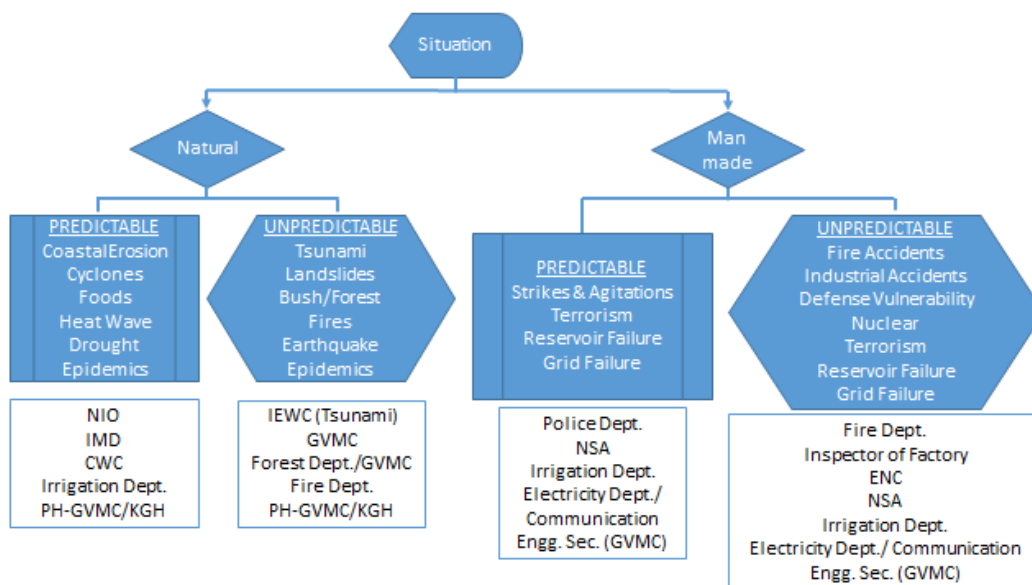 Situation
Natural
Man
made
PREDICTABLE
Coastal Erosion
Cyclones
Foods
Heat Wave
Drought
Epidemics
UNPREDICTABLE
Tsunami
Landslides
Bush/Forest
Fires
Earthquake
Epidemics
PREDICTABLE
Strikes & Agitations
Terrorism
Reservoir Failure
Grid Failure
UNPREDICTABLE
Fire Accidents
Industrial Accidents
Defense Vulnerability
Nuclear
Terrorism
Reservoir Failure
Grid Failure
NIO
IMD
CWC
Irrigation Dept.
PH-GVMC/KGH
IEWC (Tsunami)
GVMC
Forest Dept./GVMC
Fire Dept.
PH-GVMC/KGH
Police Dept.
NSA
Irrigation Dept.
Electricity Dept./
Communication
Engg. Sec. (GVMC)
Fire Dept.
Inspector of Factory
ENC
NSA
Irrigation Dept.
Electricity Dept./ Communication
Engg. Sec. (GVMC)